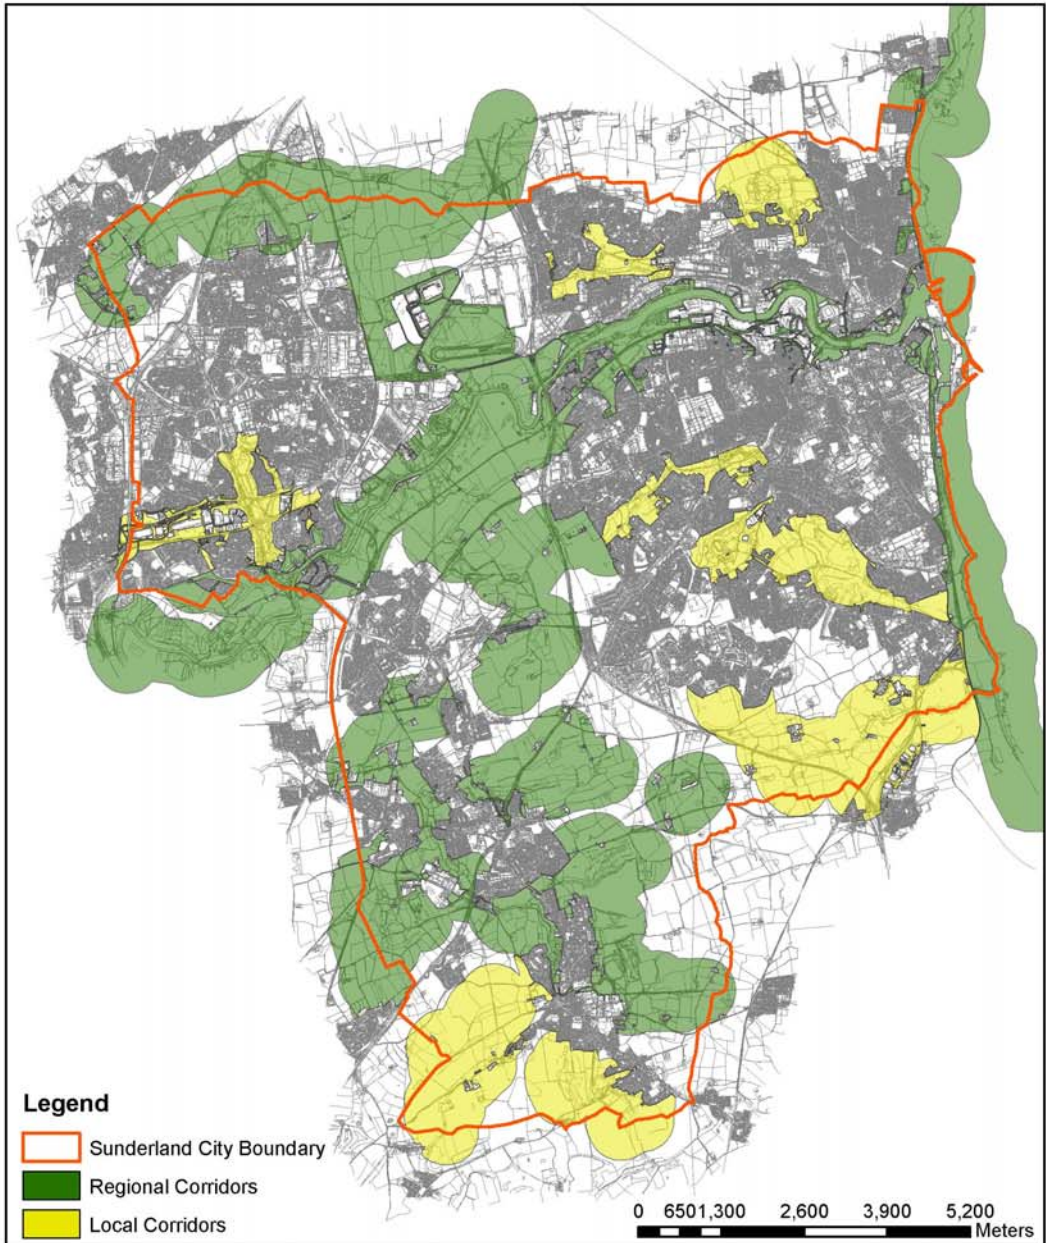 Legend
Sunderland City Boundary
Regional Corridors
Local Corridors
0 650 1,300 2,600 3,900 5,200
Meters